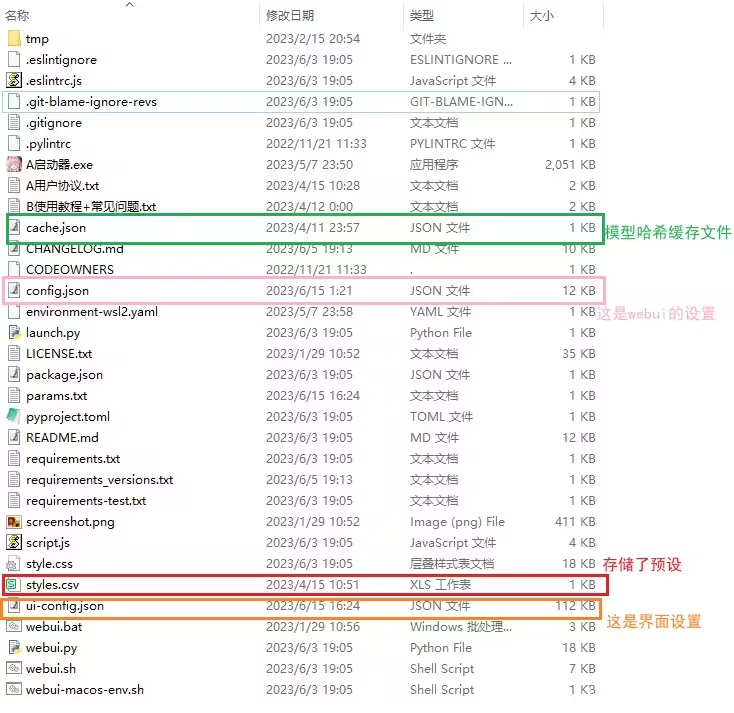 名称 修改日期 类型 大小
tmp 2023/2/15 20:54 文件夹
.eslintignore 2023/6/3 19:05 ESLINTIGNORE ... 1 KB
.eslintrc.js 2023/6/3 19:05 JavaScript 文件 4 KB
.git-blame-ignore-revs 2023/6/3 19:05 GIT-BLAME-IGN... 1 KB
.gitignore 2023/6/3 19:05 文本文档 1 KB
.pylintrc 2022/11/21 11:33 PYLINTRC 文件 1 KB
A启动器.exe 2023/5/7 23:50 应用程序 2,051 KB
A用户协议.txt 2023/4/15 10:28 文本文档 2 KB
B使用教程+常见问题.txt 2023/4/12 0:00 文本文档 2 KB
cache.json 2023/4/11 23:57 JSON 文件 1 KB 模型哈希缓存文件
CHANGELOG.md 2023/6/5 19:13 MD 文件 10 KB
CODEOWNERS 2022/11/21 11:33 . 1 KB
config.json 2023/6/15 1:21 JSON 文件 12 KB
environment-wsl2.yaml 2023/5/7 23:58 YAML 文件 1 KB 这是webui的设置
launch.py 2023/6/3 19:05 Python File 1 KB
LICENSE.txt 2023/1/29 10:52 文本文档 35 KB
package.json 2023/6/3 19:05 JSON 文件 1 KB
params.txt 2023/6/15 16:24 文本文档 1 KB
pyproject.toml 2023/6/3 19:05 TOML 文件 1 KB
README.md 2023/6/3 19:05 MD 文件 12 KB
requirements.txt 2023/6/3 19:05 文本文档 1 KB
requirements_versions.txt 2023/6/5 19:13 文本文档 1 KB
requirements-test.txt 2023/6/3 19:05 文本文档 1 KB
screenshot.png 2023/1/29 10:52 Image (png) File 411 KB
script.js 2023/6/3 19:05 JavaScript 文件 4 KB
style.css 2023/6/3 19:05 层叠样式表文档 18 KB 存储了预设
styles.csv 2023/4/15 10:51 XLS 工作表 1 KB
ui-config.json 2023/6/15 16:24 JSON 文件 112 KB 这是界面设置
webui.bat 2023/1/29 10:56 Windows 批处理... 3 KB
webui.py 2023/6/3 19:05 Python File 18 KB
webui.sh 2023/6/3 19:05 Shell Script 7 KB
webui-macos-env.sh 2023/6/3 19:05 Shell Script 1 KB